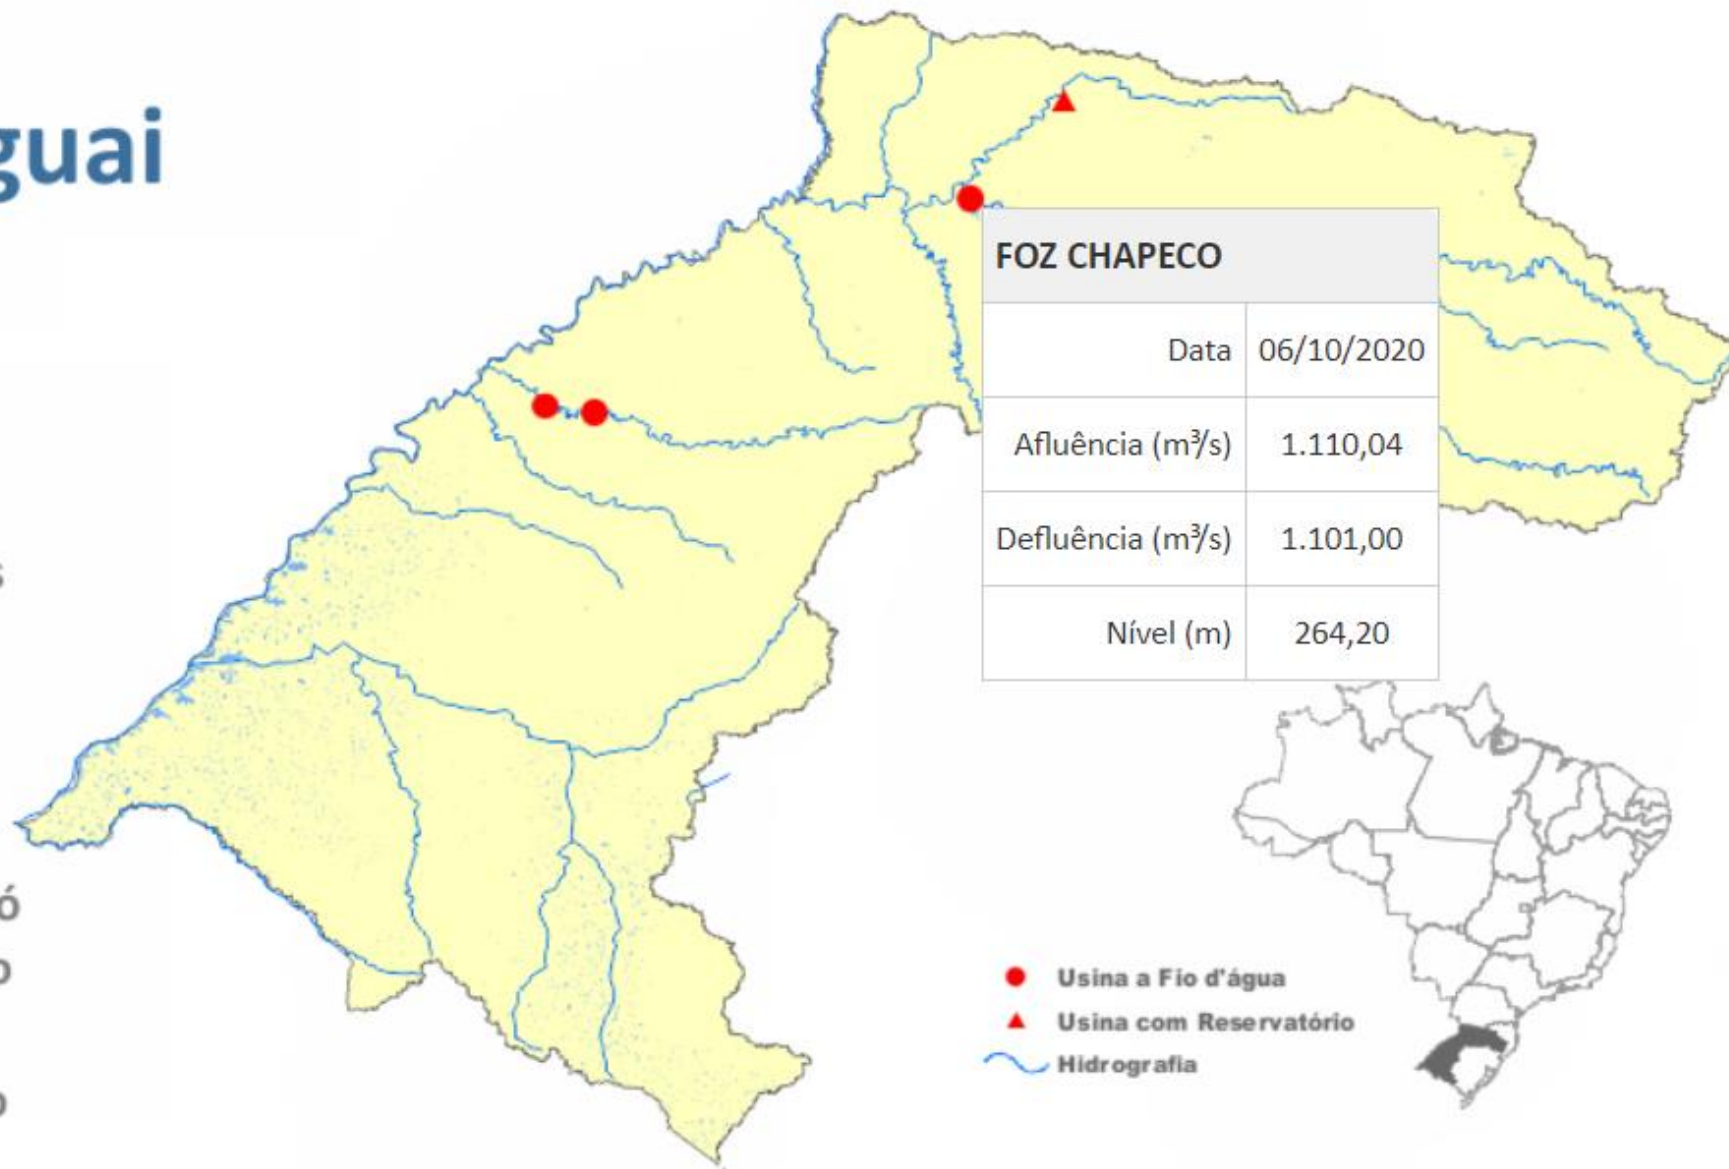 guai
FOZ CHAPECO
Data 06/10/2020
Afluência (m³/s) 1.110,04
Defluência (m³/s) 1.101,00
Nível (m) 264,20
s
ó
o
o
Usina a Fio d'água
Usina com Reservatório
Hidrografia